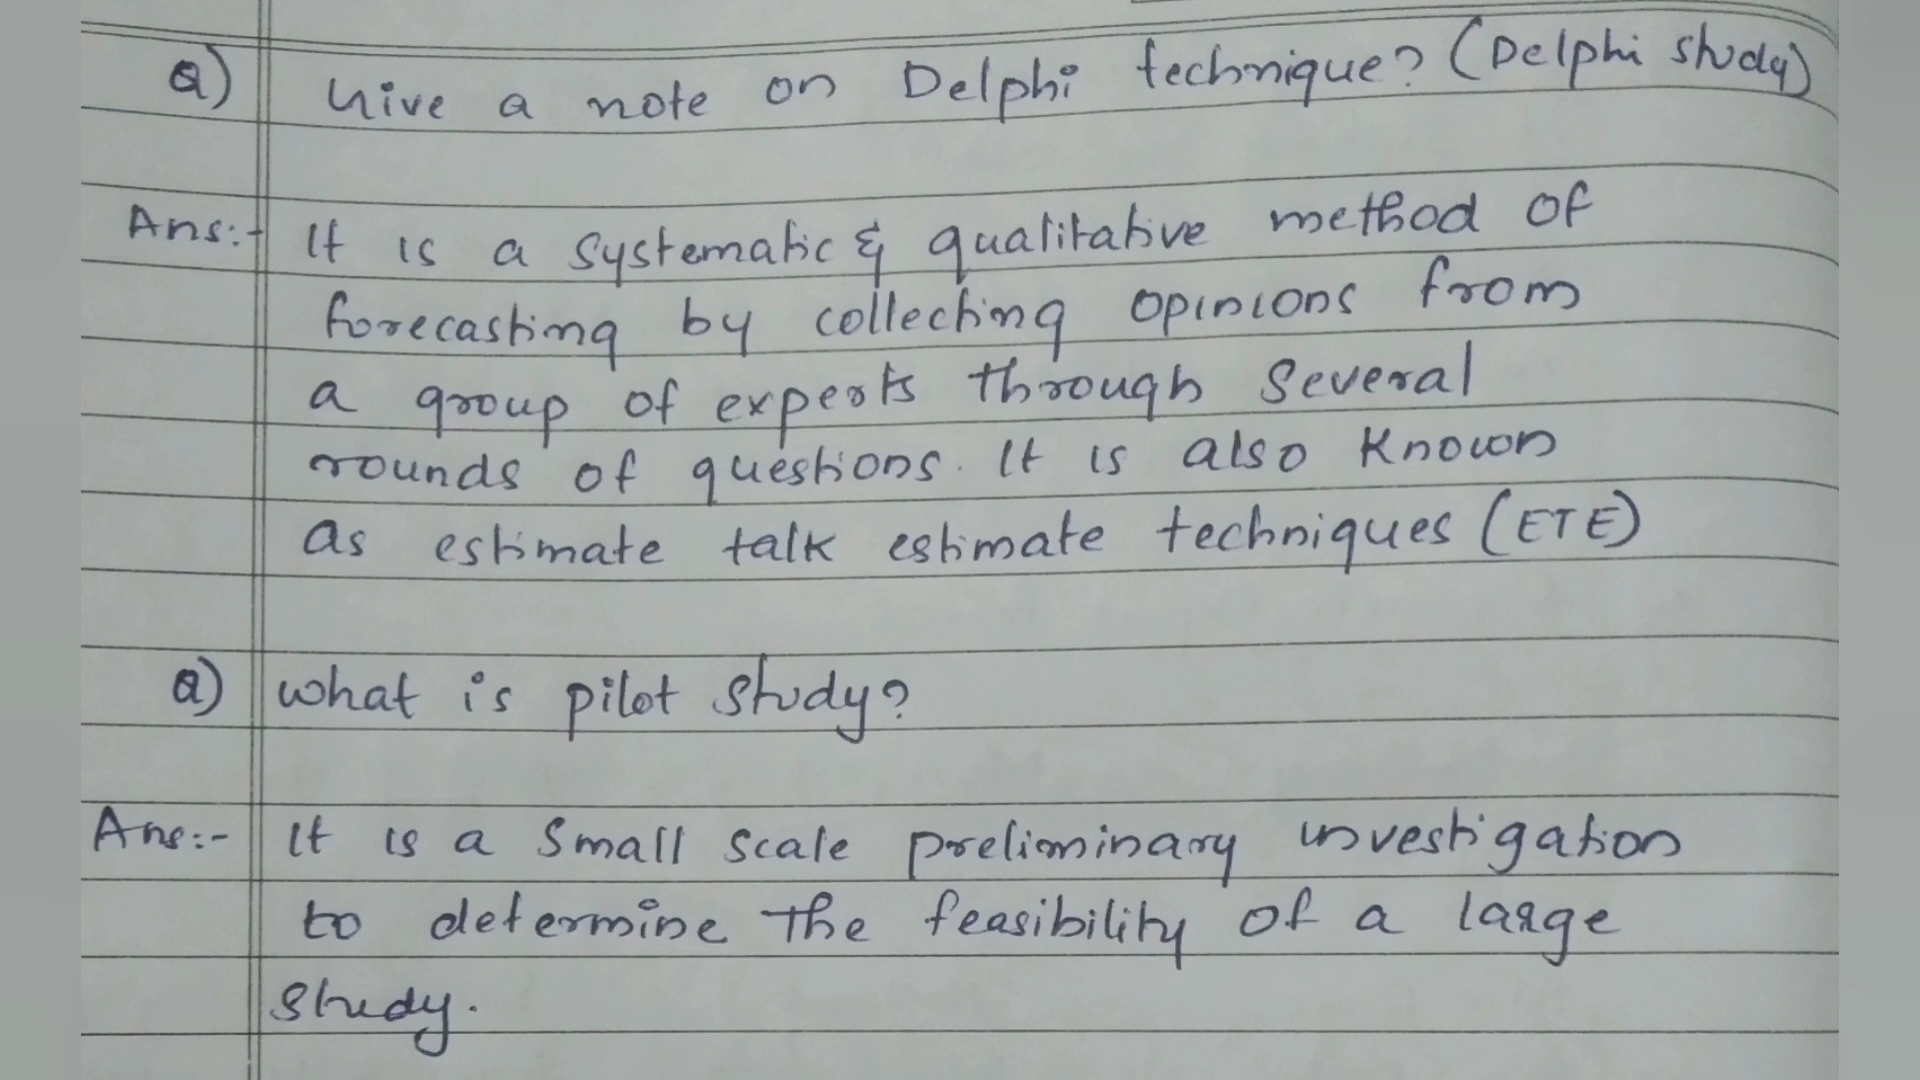 Q) Give a note on Delphi technique? (Delphi study)
Ans:- It is a systematic & qualitative method of
forecasting by collecting opinions from
a group of experts through several
rounds of questions. It is also known
as estimate talk estimate techniques (ETE)
Q) What is pilot study?
Ans:- It is a small scale preliminary investigation
to determine the feasibility of a large
study.